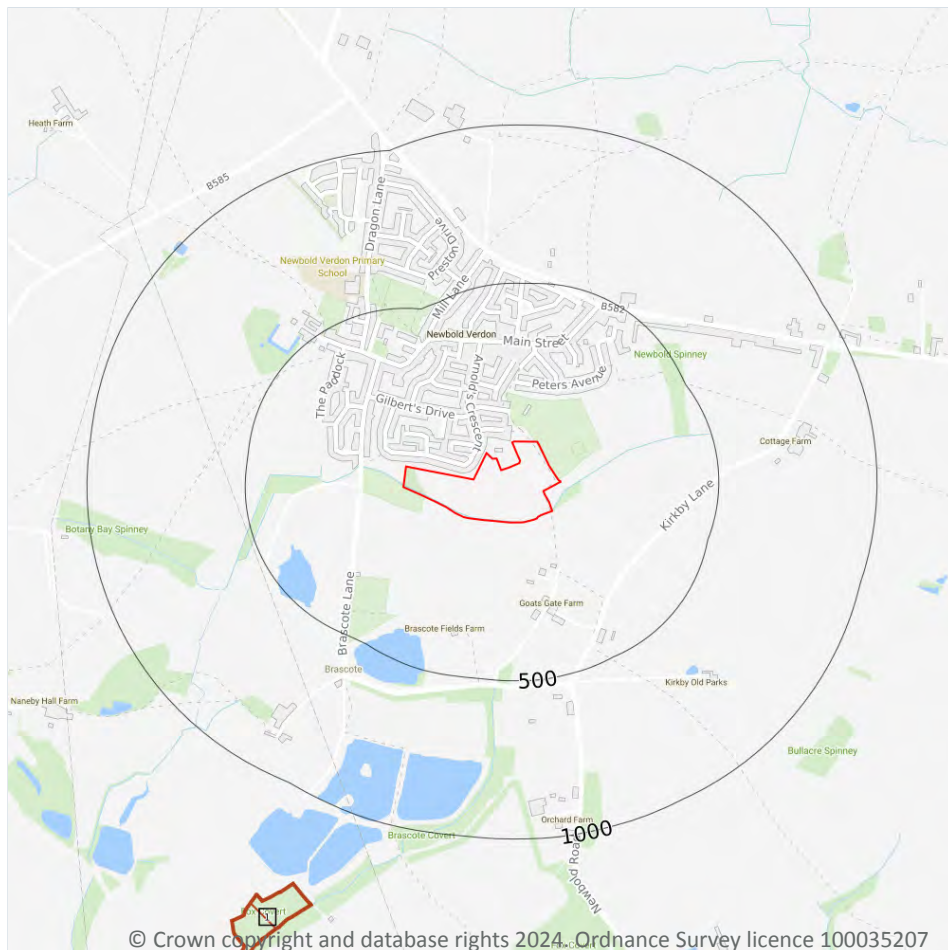 Heath Farm
B585
Dragon Lane
Preston Drive
Newbold Verdon Primary
School
Mill Lane
B582
Newbold Verdon
Main Street
Newbold Spinney
The Paddock
Arnold's Crescent
Peters Avenue
Gilbert's Drive
Cottage Farm
Kirkby Lane
Botany Bay Spinney
Brascote Lane
Goats Gate Farm
Brascote Fields Farm
Brascote
500
Kirkby Old Parks
Naneby Hall Farm
Bullacre Spinney
Orchard Farm
1000
Brascote Covert
Newbold Road
1
© Crown copyright and database rights 2024. Ordnance Survey licence 100035207